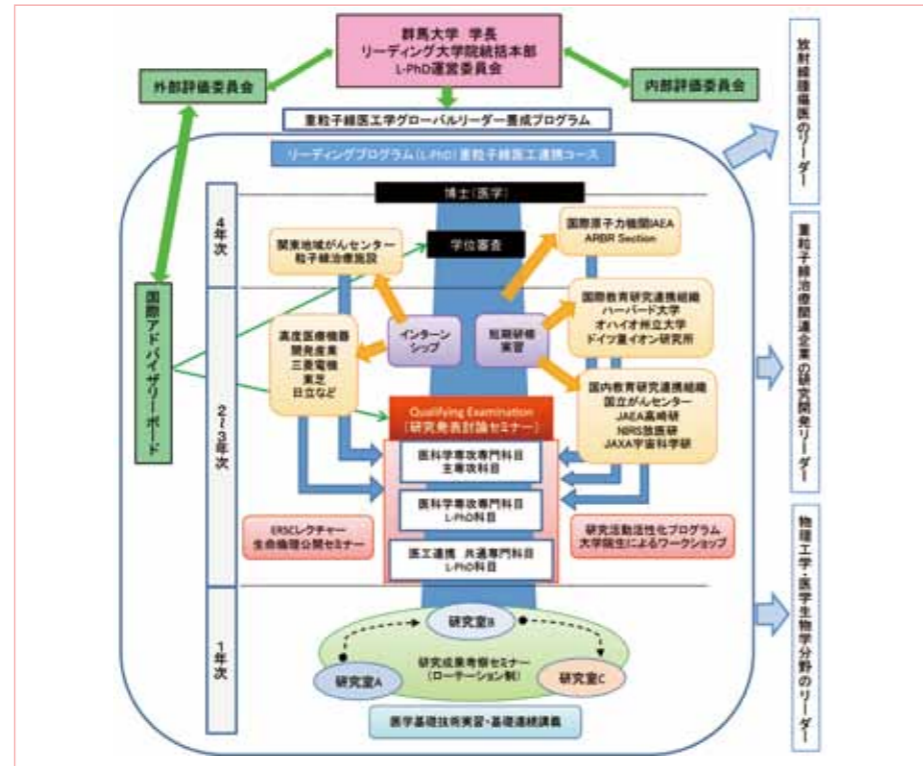 群馬大学 学長
リーディング大学院統括本部
L-PhD運営委員会
外部評価委員会
内部評価委員会
重粒子線医工学グローバルリーダー養成プログラム
リーディングプログラム(L-PhD)重粒子線医工連携コース
博士(医学)
4年次
学位審査
関東地域がんセンター
粒子線治療施設
国際原子力機関IAEA
ARBR Section
国際アドバイザリーボード
2~3年次
高度医療機器
開発産業
三菱電機
東芝
日立など
インターン
シップ
短期研修
実習
国際教育研究連携組織
ハーバード大学
オハイオ州立大学
ドイツ重イオン研究所
国内教育研究連携組織
国立がんセンター
JAEA高崎研
NIRS放医研
JAXA宇宙科学研
Qualifying Examination
(研究発表討論セミナー)
医科学専攻専門科目
主専攻科目
医科学専攻専門科目
L-PhD科目
医工連携 共通専門科目
L-PhD科目
ERSCレクチャー
生命倫理公開セミナー
研究活動活性化プログラム
大学院生によるワークショップ
1年次
研究室B
研究成果考察セミナー
(ローテーション制)
研究室A
研究室C
医学基礎技術実習・基礎連続講義
放射線腫瘍医のリーダー
重粒子線治療関連企業の研究開発リーダー
物理工学・医学生物学分野のリーダー